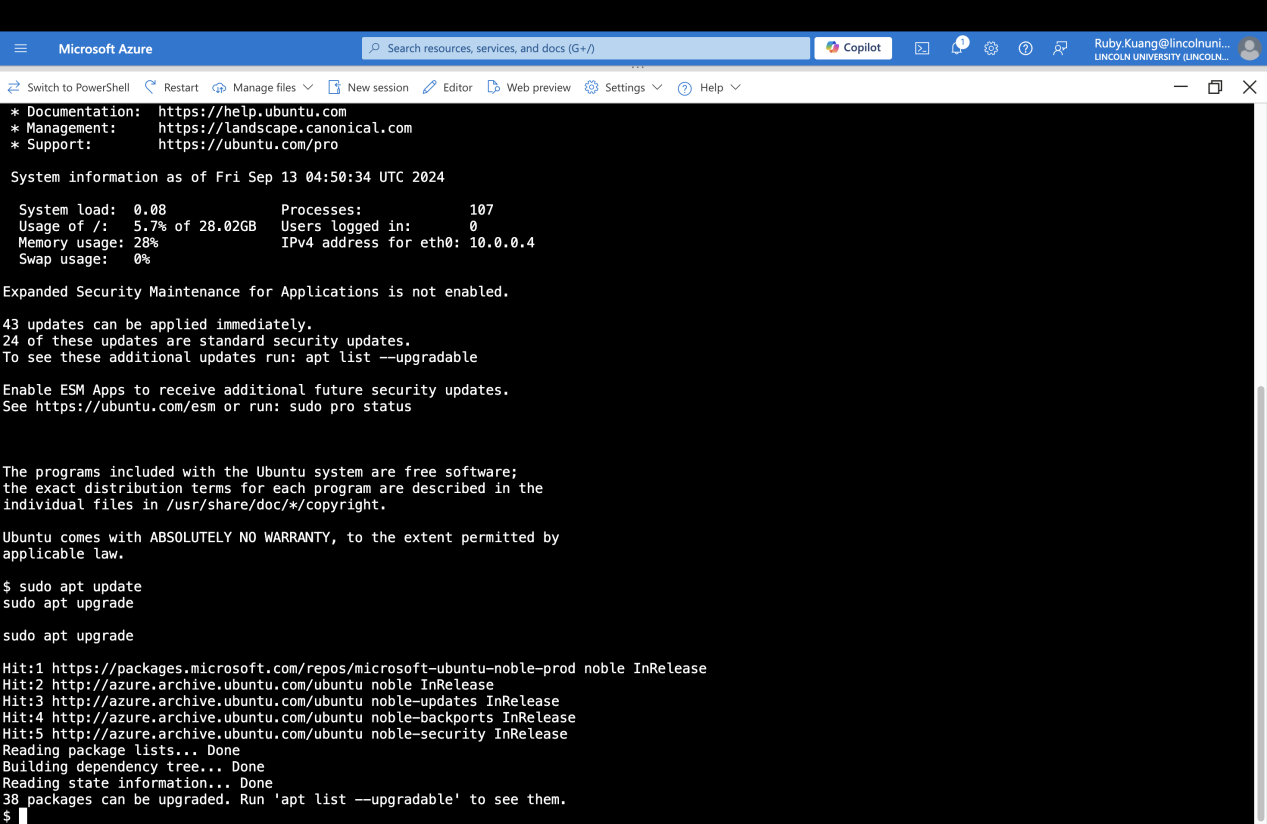 Microsoft Azure
Search resources, services, and docs (G+/)
Copilot
1
Ruby.Kuang@lincolnuni...
LINCOLN UNIVERSITY (LINCOLN...
Switch to PowerShell
Restart
Manage files
New session
Editor
Web preview
Settings
Help
* Documentation:  https://help.ubuntu.com
* Management:     https://landscape.canonical.com
* Support:        https://ubuntu.com/pro
System information as of Fri Sep 13 04:50:34 UTC 2024
System load:  0.08              Processes:             107
Usage of /:   5.7% of 28.02GB   Users logged in:       0
Memory usage: 28%               IPv4 address for eth0: 10.0.0.4
Swap usage:   0%
Expanded Security Maintenance for Applications is not enabled.
43 updates can be applied immediately.
24 of these updates are standard security updates.
To see these additional updates run: apt list --upgradable
Enable ESM Apps to receive additional future security updates.
See https://ubuntu.com/esm or run: sudo pro status
The programs included with the Ubuntu system are free software;
the exact distribution terms for each program are described in the
individual files in /usr/share/doc/*/copyright.
Ubuntu comes with ABSOLUTELY NO WARRANTY, to the extent permitted by
applicable law.
$ sudo apt update
sudo apt upgrade
sudo apt upgrade
Hit:1 https://packages.microsoft.com/repos/microsoft-ubuntu-noble-prod noble InRelease
Hit:2 http://azure.archive.ubuntu.com/ubuntu noble InRelease
Hit:3 http://azure.archive.ubuntu.com/ubuntu noble-updates InRelease
Hit:4 http://azure.archive.ubuntu.com/ubuntu noble-backports InRelease
Hit:5 http://azure.archive.ubuntu.com/ubuntu noble-security InRelease
Reading package lists... Done
Building dependency tree... Done
Reading state information... Done
38 packages can be upgraded. Run 'apt list --upgradable' to see them.
$